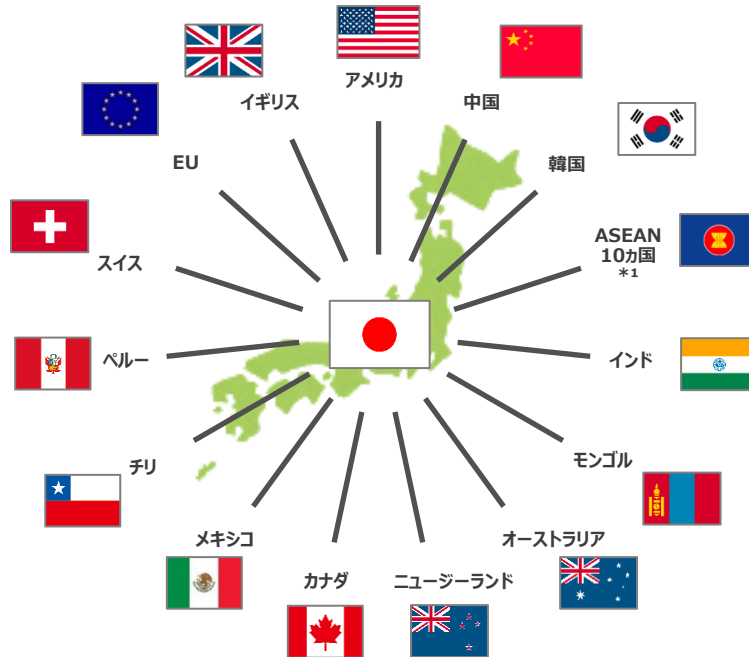 アメリカ
イギリス
中国
EU
韓国
スイス
ASEAN
10ヵ国
*1
ペルー
インド
チリ
モンゴル
メキシコ
オーストラリア
カナダ
ニュージーランド